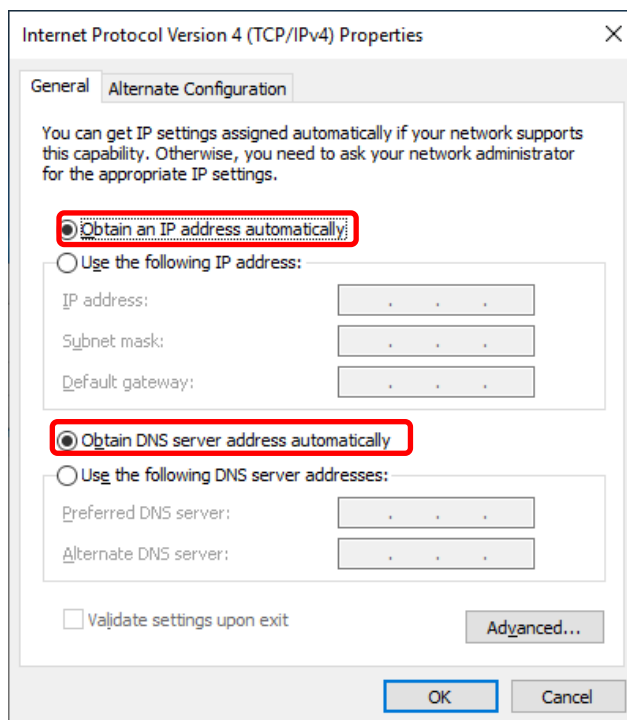 Internet Protocol Version 4 (TCP/IPv4) Properties
General
Alternate Configuration
You can get IP settings assigned automatically if your network supports
this capability. Otherwise, you need to ask your network administrator
for the appropriate IP settings.
Obtain an IP address automatically
Use the following IP address:
IP address:
Subnet mask:
Default gateway:
Obtain DNS server address automatically
Use the following DNS server addresses:
Preferred DNS server:
Alternate DNS server:
Validate settings upon exit
Advanced...
OK
Cancel